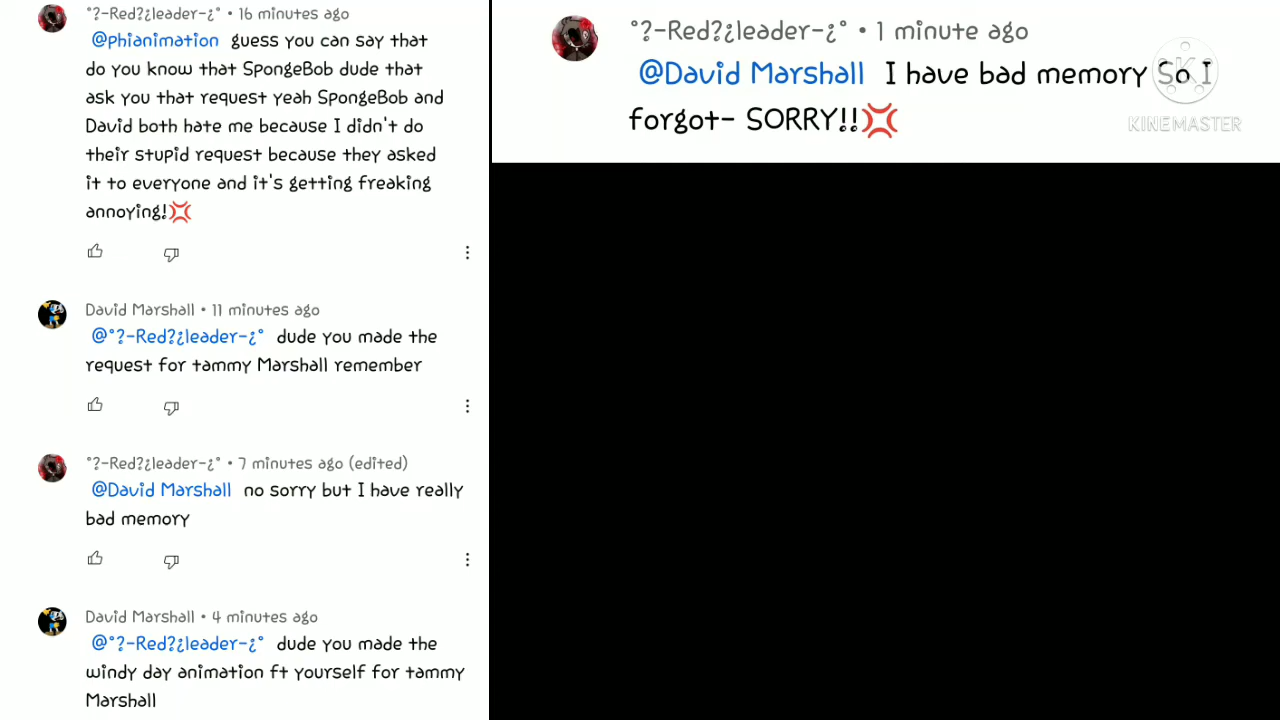 °?-Red?¿leader-¿° • 16 minutes ago
@Phianimation guess you can say that
do you know that SpongeBob dude that
ask you that request yeah SpongeBob and
David both hate me because I didn't do
their stupid request because they asked
it to everyone and it's getting freaking
annoying!💢
David Marshall • 11 minutes ago
@°?-Red?¿leader-¿° dude you made the
request for tammy Marshall remember
°?-Red?¿leader-¿° • 7 minutes ago (edited)
@David Marshall no sorry but I have really
bad memory
David Marshall • 4 minutes ago
@°?-Red?¿leader-¿° dude you made the
windy day animation ft yourself for tammy
Marshall
°?-Red?¿leader-¿° • 1 minute ago
@David Marshall I have bad memory So I
forgot- SORRY!!💢
K
KINEMASTER